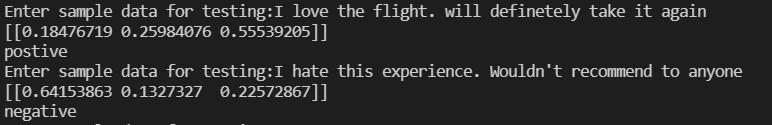 Enter sample data for testing:I love the flight. will definetely take it again
[[0.18476719 0.25984076 0.55539205]]
postive
Enter sample data for testing:I hate this experience. Wouldn't recommend to anyone
[[0.64153863 0.1327327  0.22572867]]
negative